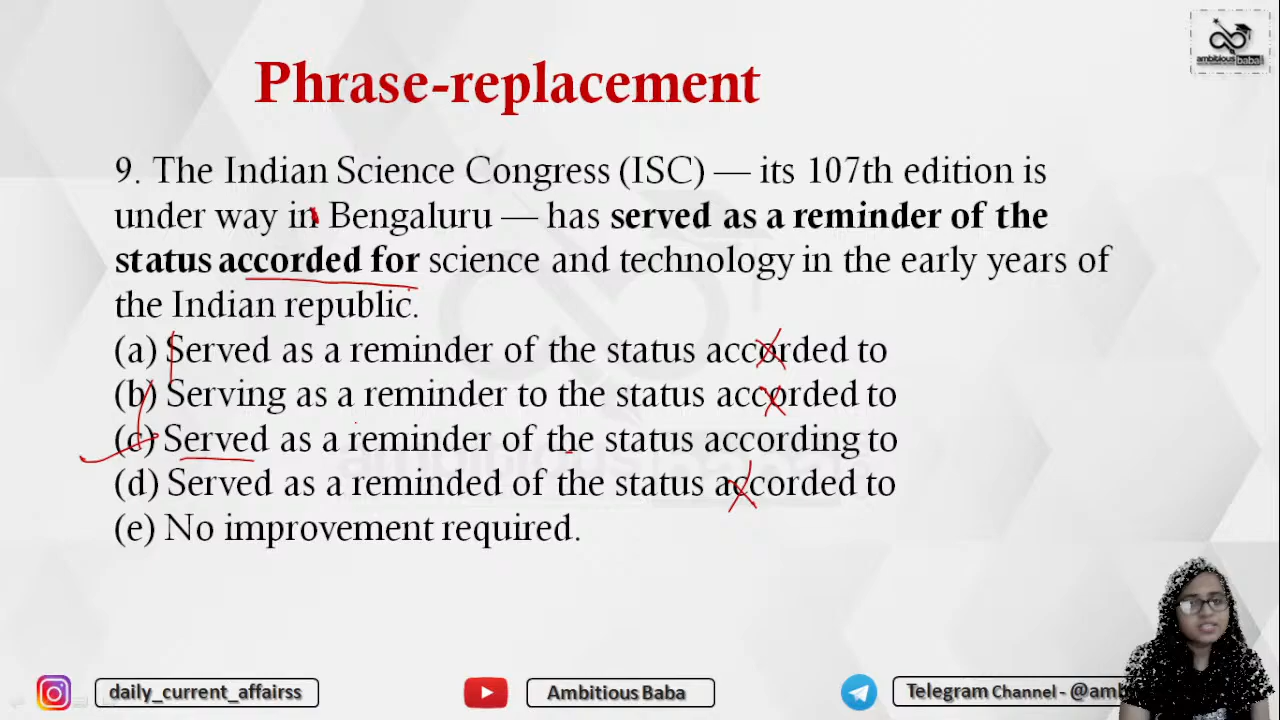 ambitiousbaba
Phrase-replacement
9. The Indian Science Congress (ISC) — its 107th edition is
under way in Bengaluru — has served as a reminder of the
status accorded for science and technology in the early years of
the Indian republic.
(a) Served as a reminder of the status accorded to
(b) Serving as a reminder to the status accorded to
(c) Served as a reminder of the status according to
(d) Served as a reminded of the status accorded to
(e) No improvement required.
daily_current_affairss
Ambitious Baba
Telegram Channel - @amb